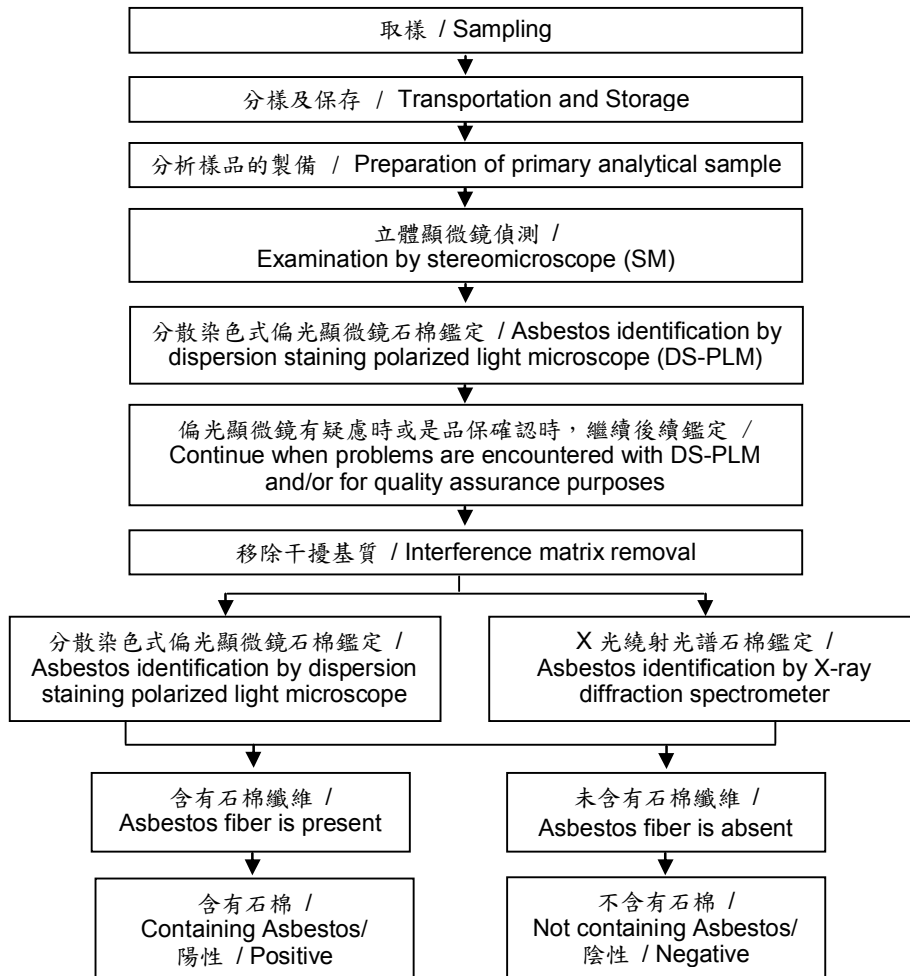 取樣 / Sampling
分樣及保存 / Transportation and Storage
分析樣品的製備 / Preparation of primary analytical sample
立體顯微鏡偵測 /
Examination by stereomicroscope (SM)
分散染色式偏光顯微鏡石棉鑑定 / Asbestos identification by
dispersion staining polarized light microscope (DS-PLM)
偏光顯微鏡有疑慮時或是品保確認時，繼續後續鑑定 /
Continue when problems are encountered with DS-PLM
and/or for quality assurance purposes
移除干擾基質 / Interference matrix removal
分散染色式偏光顯微鏡石棉鑑定 /
Asbestos identification by dispersion
staining polarized light microscope
X 光繞射光譜石棉鑑定 /
Asbestos identification by X-ray
diffraction spectrometer
含有石棉纖維 /
Asbestos fiber is present
未含有石棉纖維 /
Asbestos fiber is absent
含有石棉 /
Containing Asbestos/
陽性 / Positive
不含有石棉 /
Not containing Asbestos/
陰性 / Negative